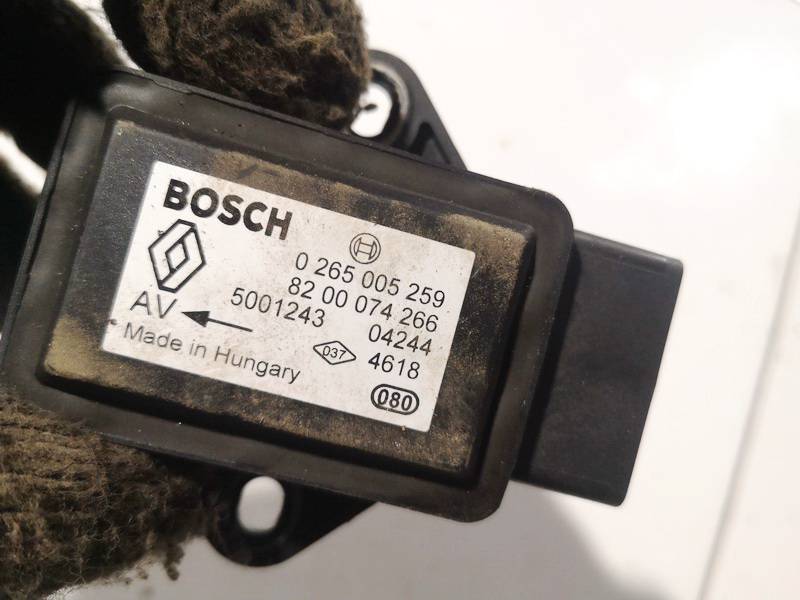 BOSCH
0 265 005 259
82 00 074 266
5001243 04244
AV 037 4618
Made in Hungary
080